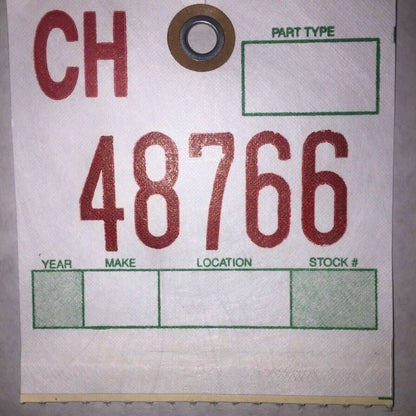 CH
PART TYPE
48766
YEAR MAKE LOCATION STOCK #